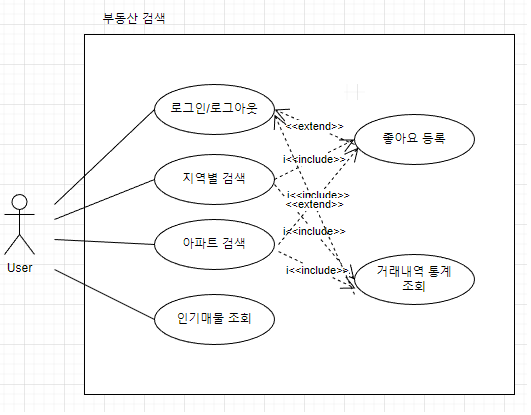 부동산 검색
로그인/로그아웃
<<extend>>
좋아요 등록
i<<include>>
지역별 검색
i<<include>>
<<extend>>
i<<include>>
아파트 검색
i<<include>>
거래내역 통계
조회
User
인기매물 조회